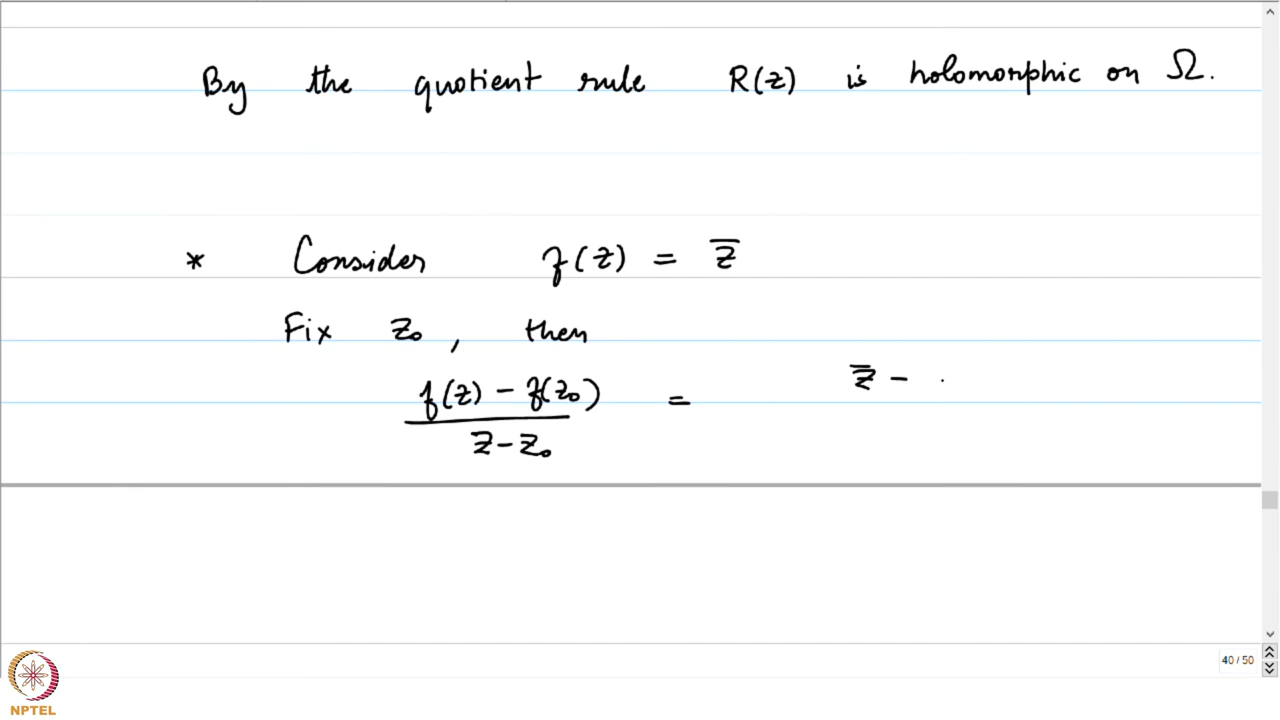 By the quotient rule R(z) is holomorphic on Ω.
* Consider f(z) = z̅
Fix z₀, then
f(z) - f(z₀) = z̅ -
z - z₀
40 / 50
NPTEL